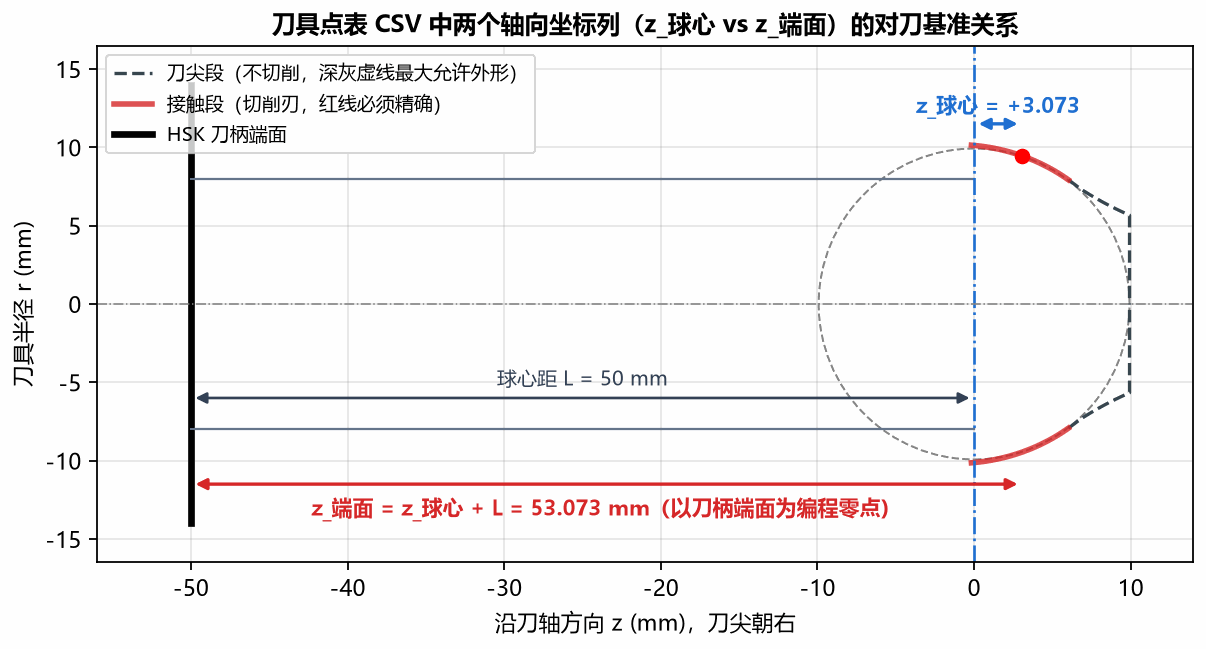 刀具点表 CSV 中两个轴向坐标列（z_球心 vs z_端面）的对刀基准关系
刀尖段（不切削，深灰虚线最大允许外形）
接触段（切削刃，红线必须精确）
HSK 刀柄端面
z_球心 = +3.073
球心距 L = 50 mm
z_端面 = z_球心 + L = 53.073 mm（以刀柄端面为编程零点）
刀具半径 r (mm)
15
10
5
0
-5
-10
-15
-50
-40
-30
-20
-10
0
10
沿刀轴方向 z (mm)，刀尖朝右